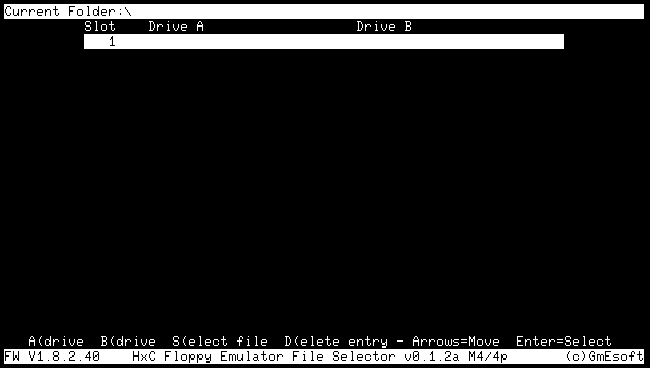 Current Folder:\
Slot Drive A Drive B
1
A(drive B(drive S(elect file D(elete entry - Arrows=Move Enter=Select
FW V1.8.2.40 HxC Floppy Emulator File Selector v0.1.2a M4/4p (c)GmEsoft